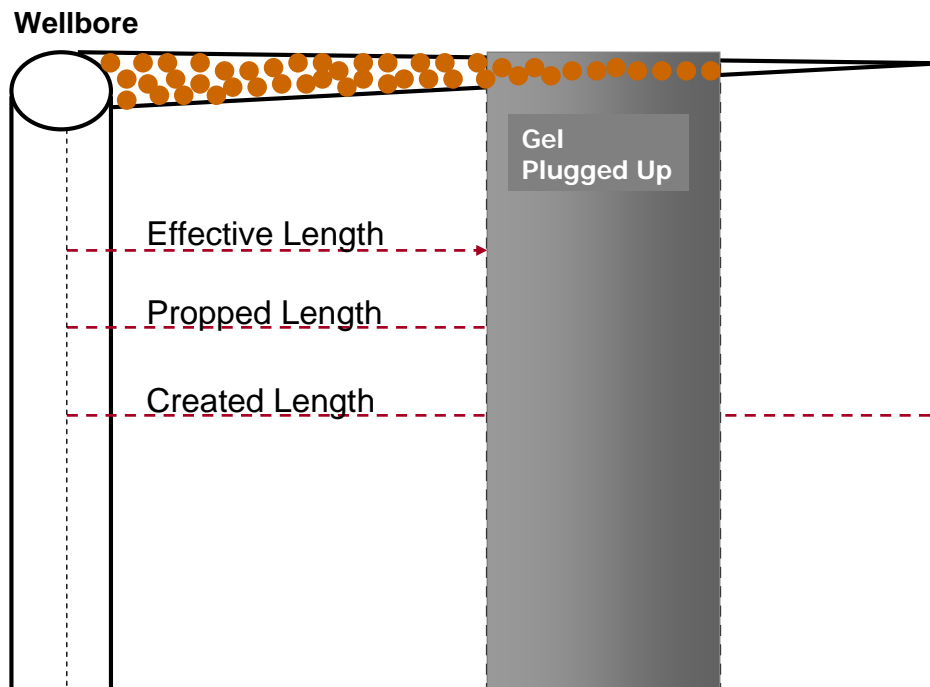 Wellbore
Gel
Plugged Up
Effective Length
Propped Length
Created Length